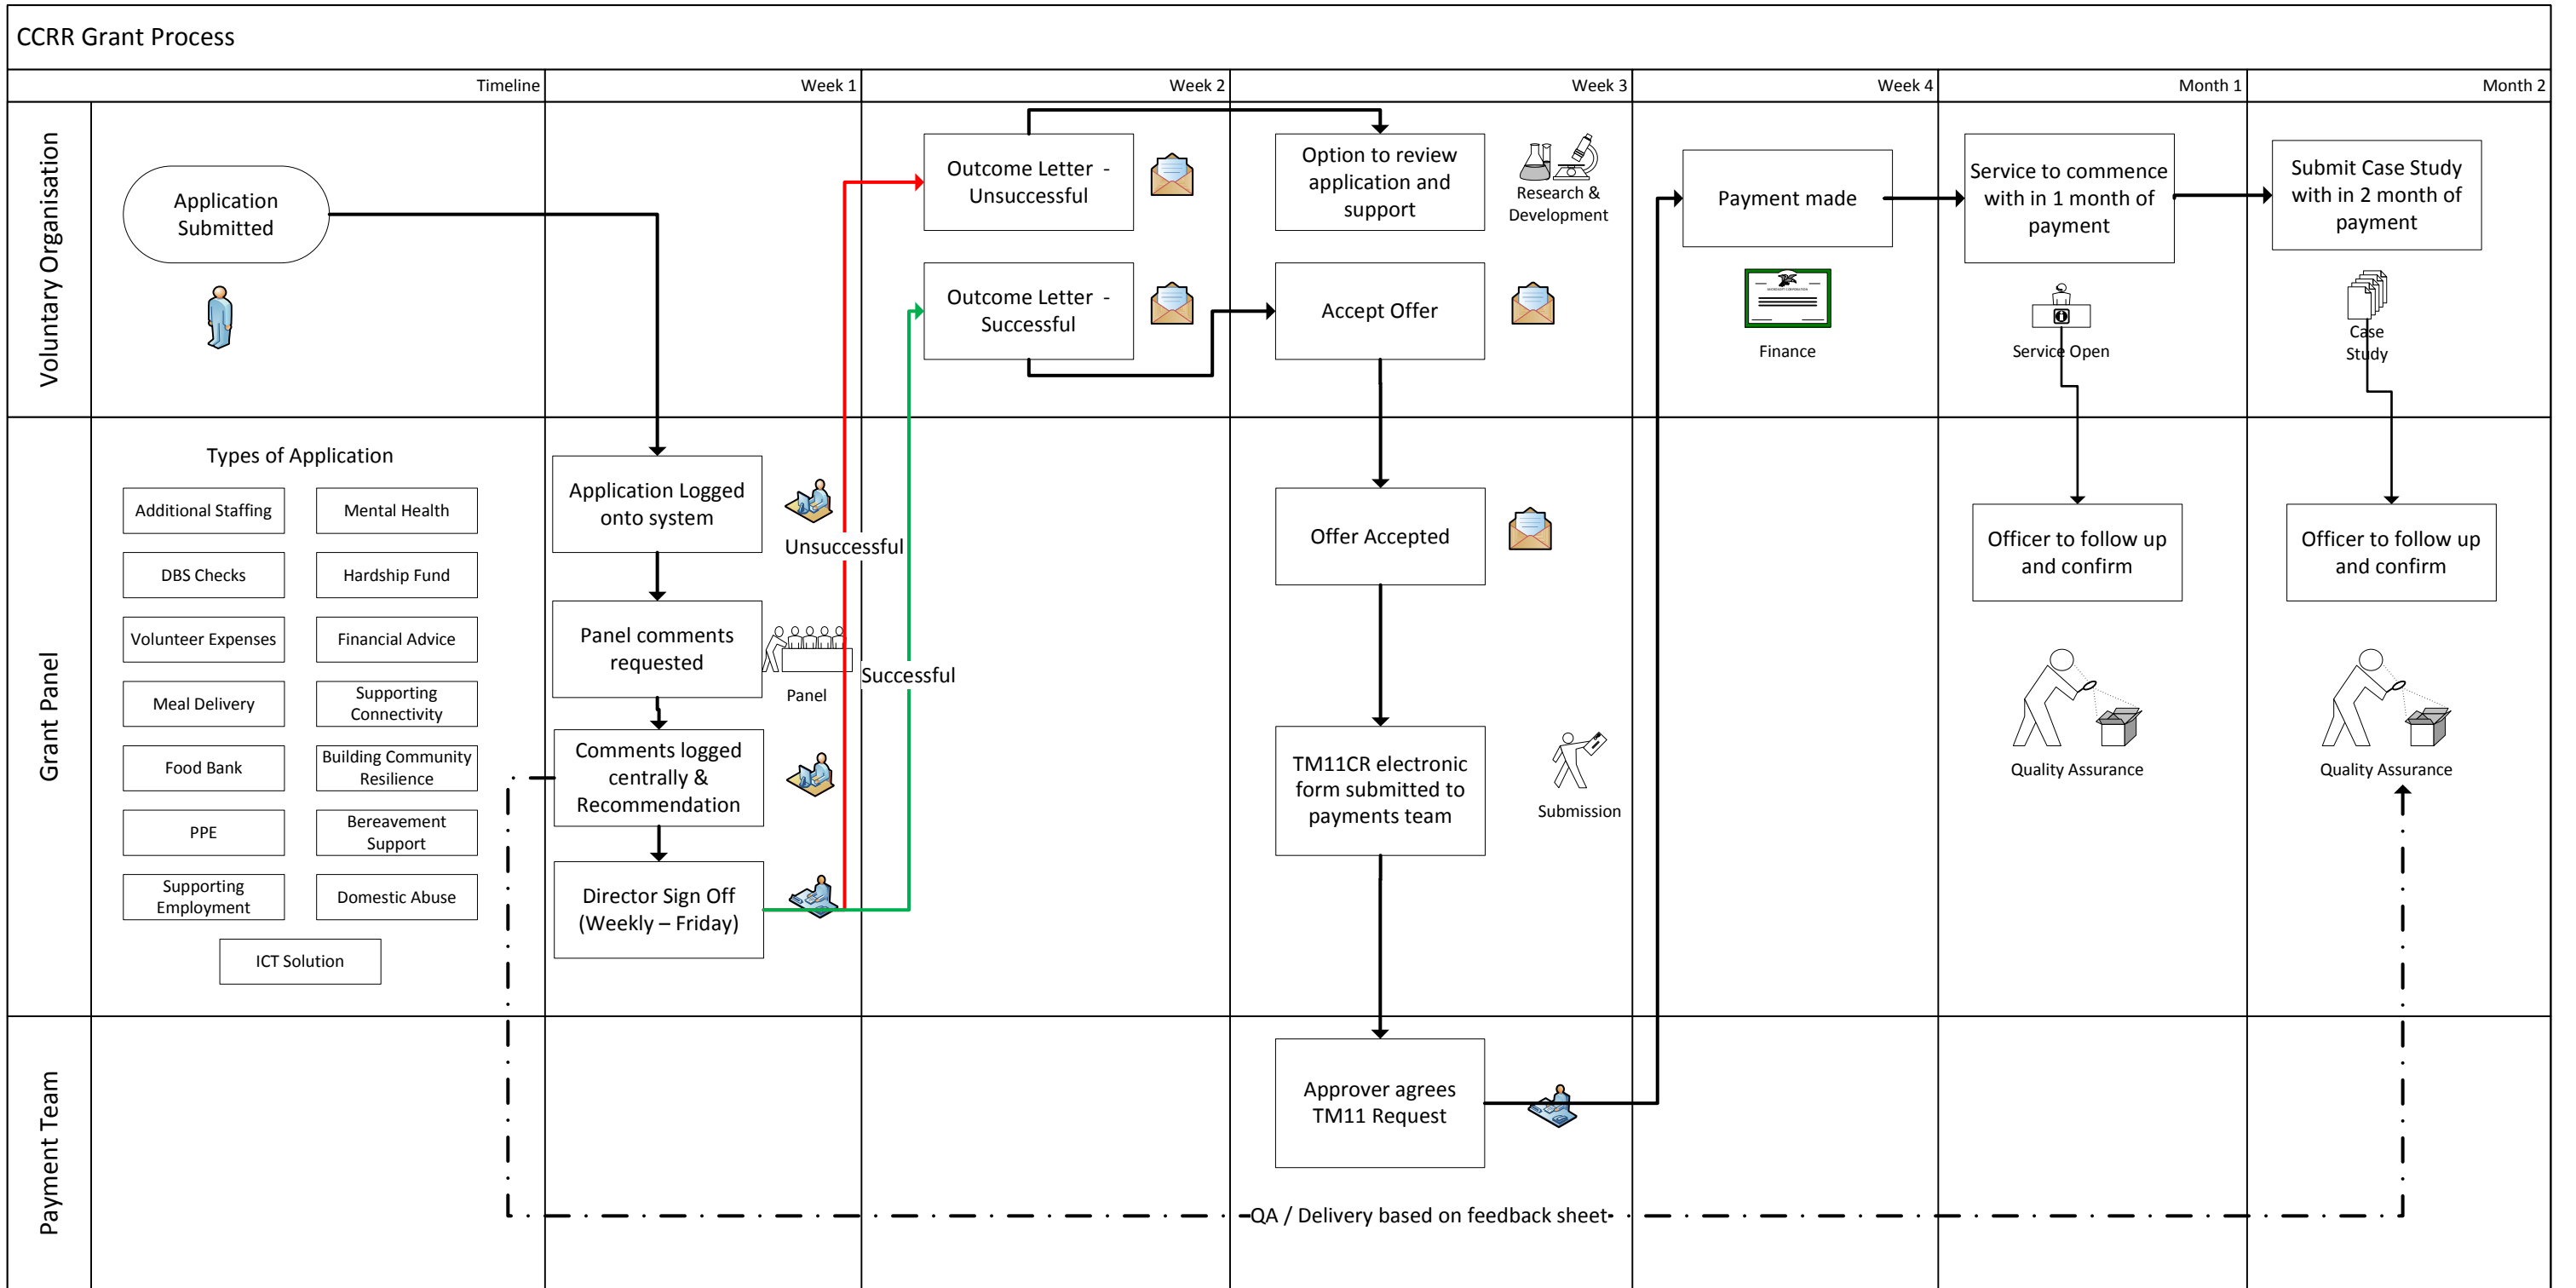 CCRR Grant Process
Timeline
Week 1
Week 2
Week 3
Week 4
Month 1
Month 2
Voluntary Organisation
Application
Submitted
Outcome Letter -
Unsuccessful
Option to review
application and
support
Research &
Development
Outcome Letter -
Successful
Accept Offer
Payment made
Finance
Service to commence
with in 1 month of
payment
Service Open
Submit Case Study
with in 2 month of
payment
Case
Study
Grant Panel
Types of Application
Additional Staffing
Mental Health
DBS Checks
Hardship Fund
Volunteer Expenses
Financial Advice
Meal Delivery
Supporting
Connectivity
Food Bank
Building Community
Resilience
PPE
Bereavement
Support
Supporting
Employment
Domestic Abuse
ICT Solution
Application Logged
onto system
Unsuccessful
Panel comments
requested
Panel
Successful
Comments logged
centrally &
Recommendation
Director Sign Off
(Weekly – Friday)
Offer Accepted
TM11CR electronic
form submitted to
payments team
Submission
Officer to follow up
and confirm
Quality Assurance
Officer to follow up
and confirm
Quality Assurance
Payment Team
Approver agrees
TM11 Request
QA / Delivery based on feedback sheet